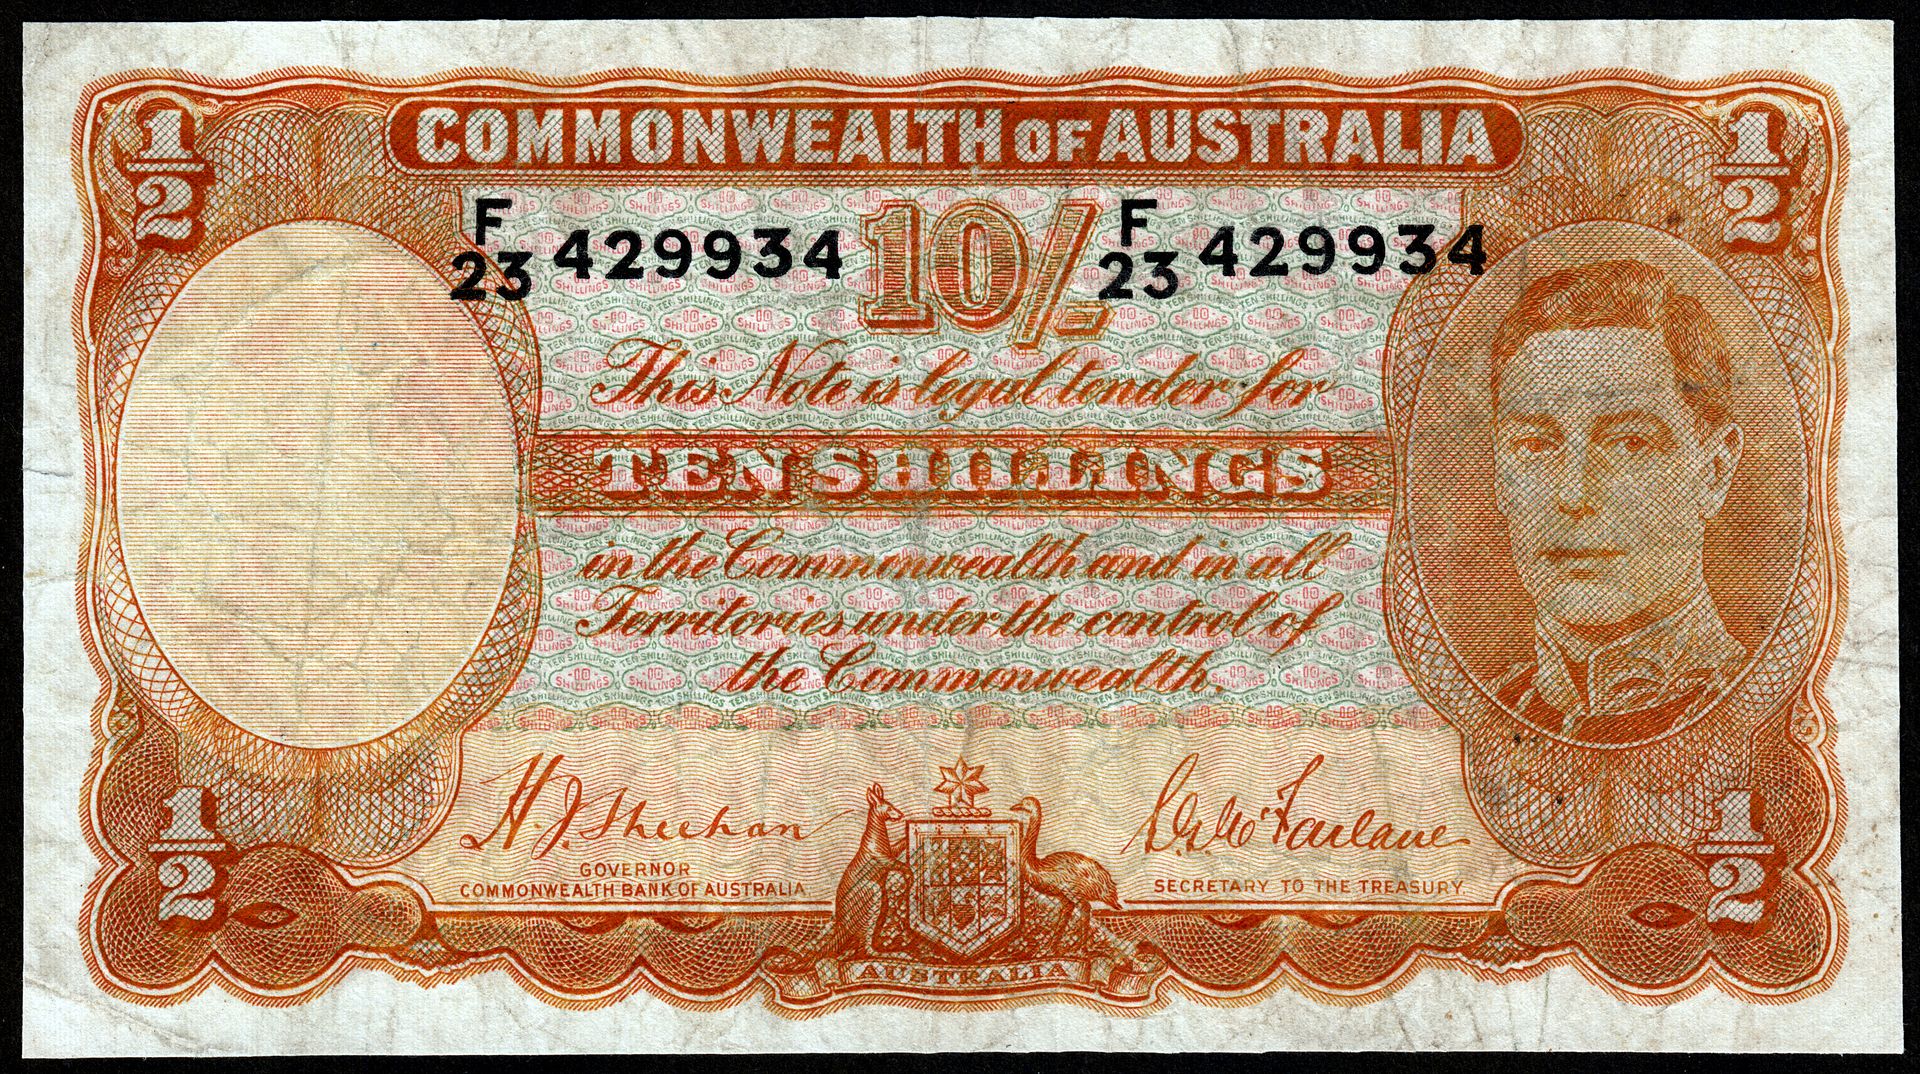 COMMONWEALTH OF AUSTRALIA
1/2
1/2
F/23 429934
10/-
F/23 429934
This Note is legal tender for
TEN SHILLINGS
in the Commonwealth and in all
Territories under the control of
the Commonwealth
H. J. Sheehan
GOVERNOR
COMMONWEALTH BANK OF AUSTRALIA
S. G. McFarlane
SECRETARY TO THE TREASURY
1/2
1/2
AUSTRALIA